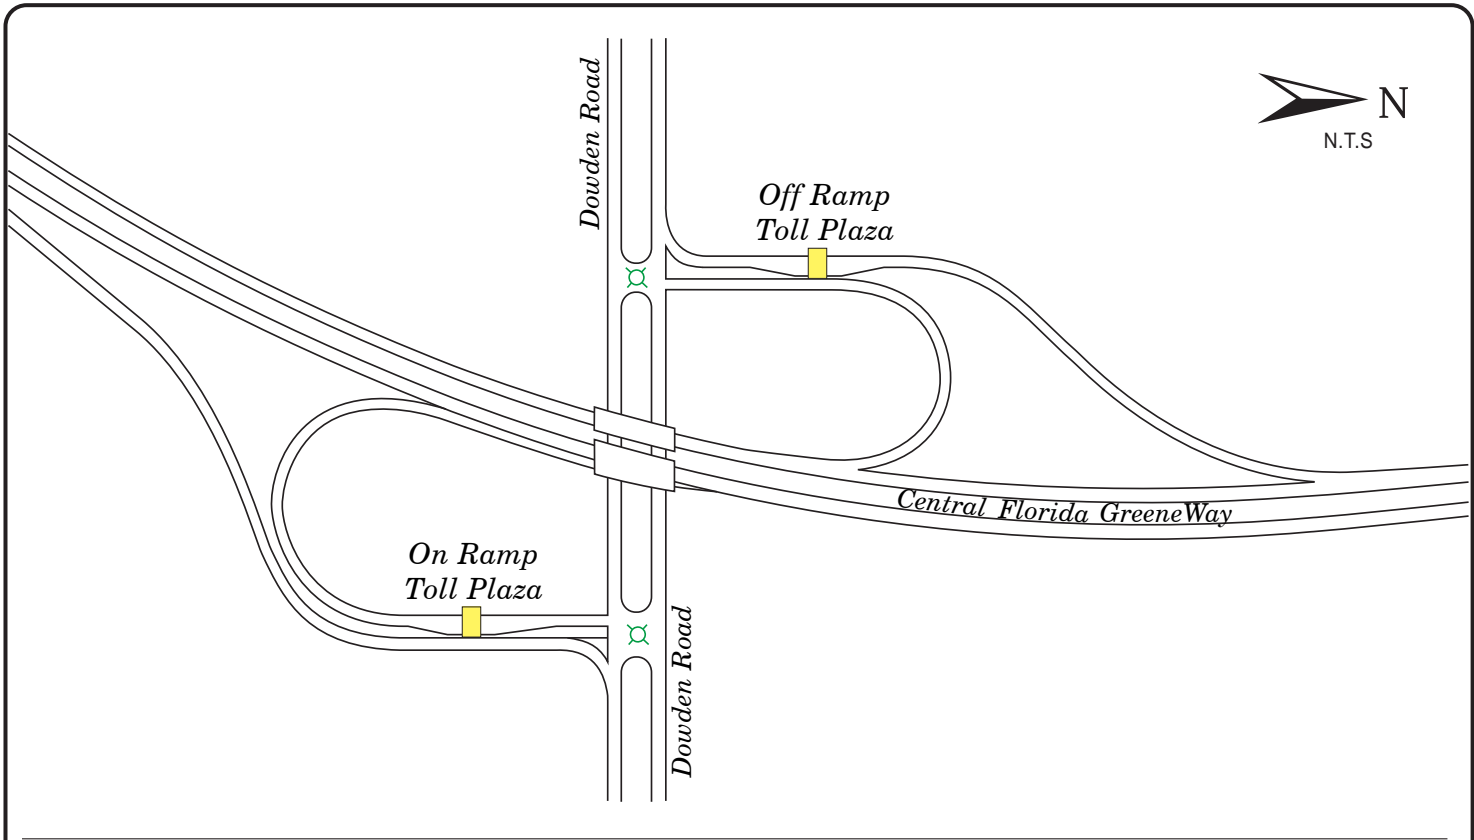 Dowden Road
N
N.T.S
Off Ramp
Toll Plaza
Central Florida GreeneWay
On Ramp
Toll Plaza
Dowden Road